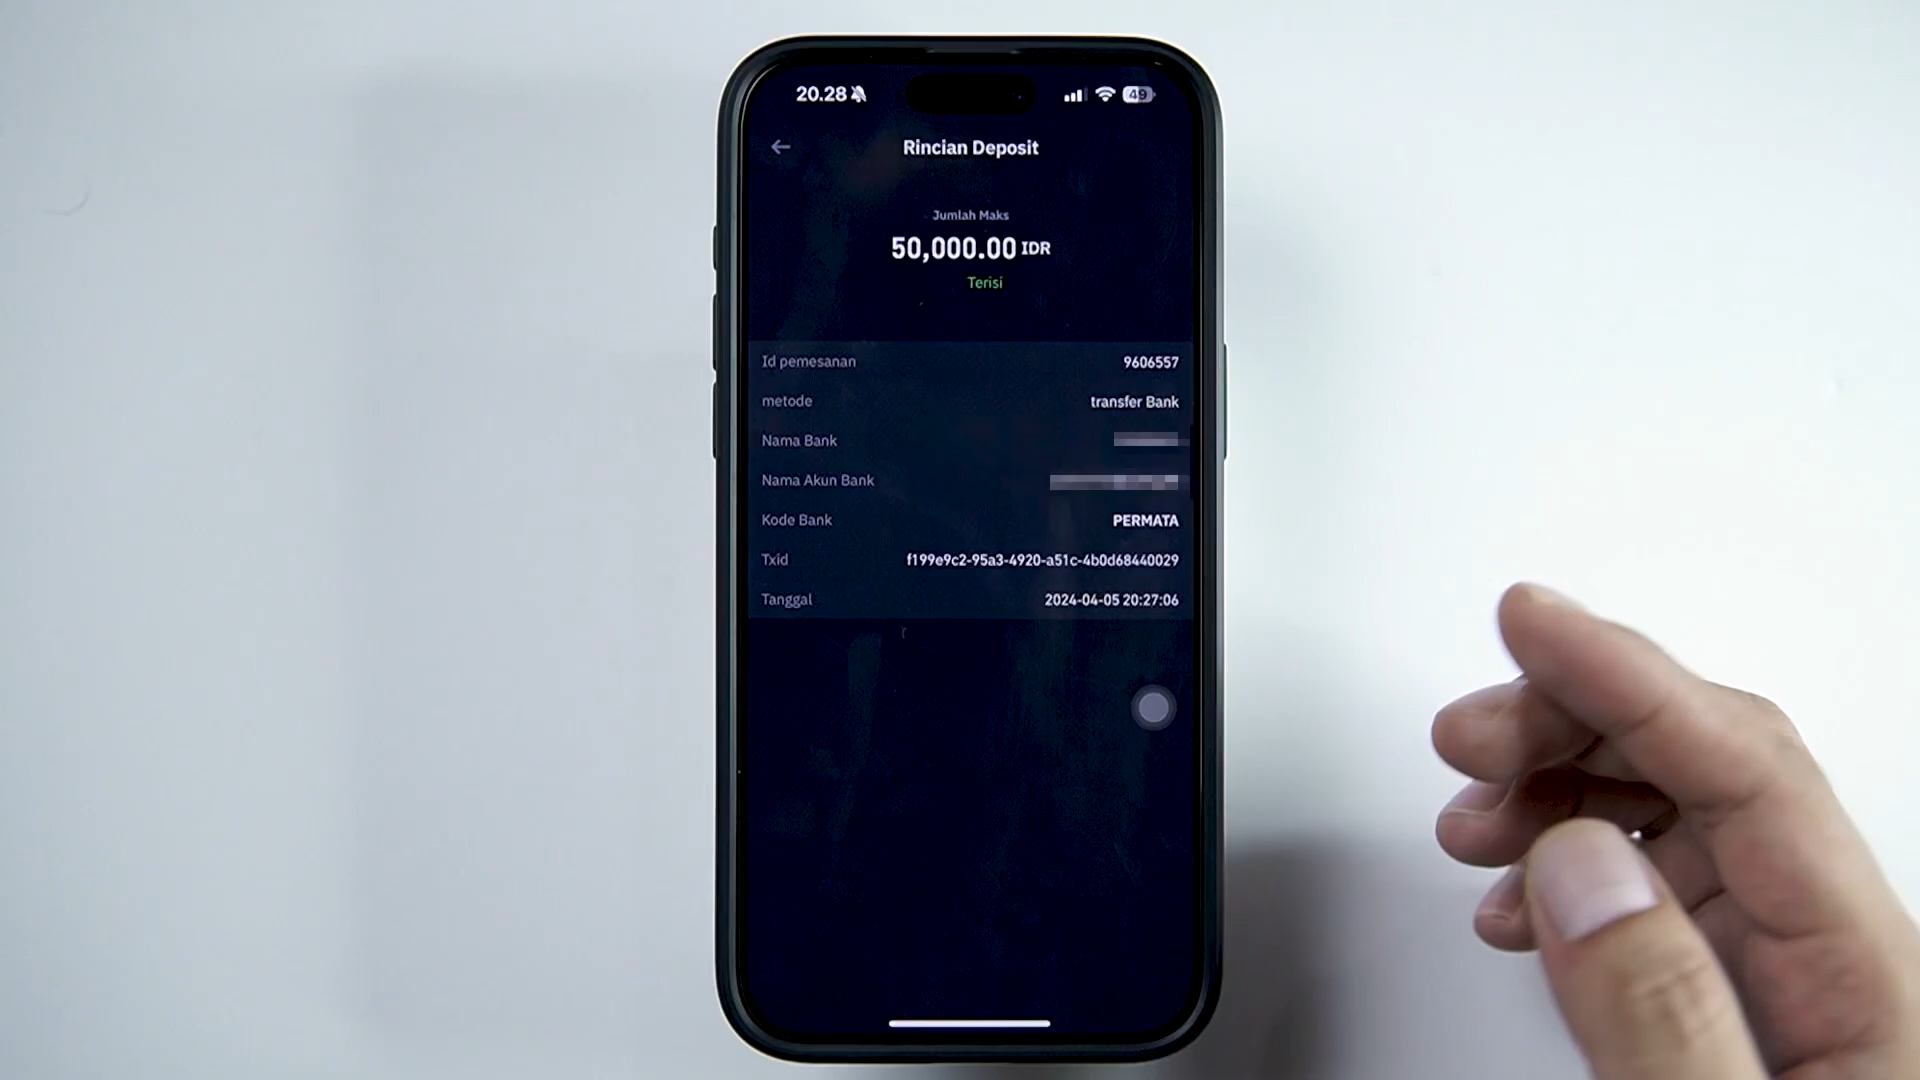 20.28
49
Rincian Deposit
Jumlah Maks
50,000.00 IDR
Terisi
Id pemesanan 9606557
metode transfer Bank
Nama Bank
Nama Akun Bank
Kode Bank PERMATA
Txid f199e9c2-95a3-4920-a51c-4b0d68440029
Tanggal 2024-04-05 20:27:06